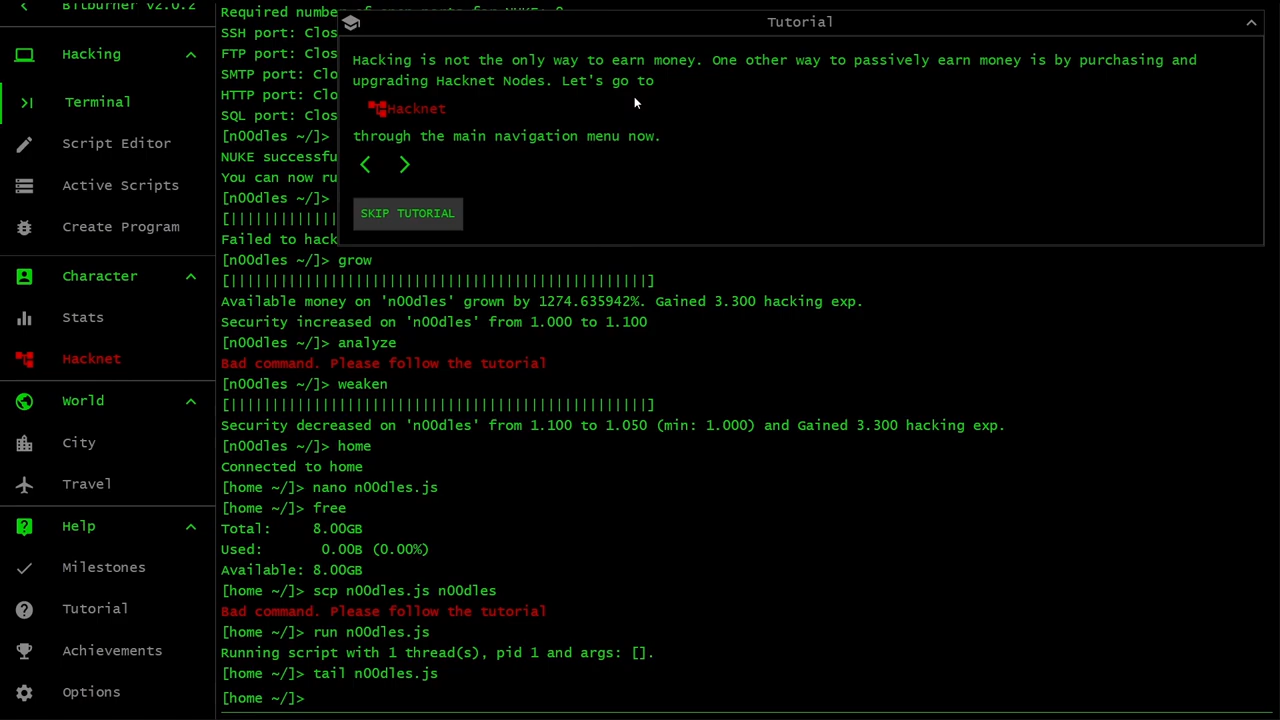 Bitburner v2.0.2
Hacking
Terminal
Script Editor
Active Scripts
Create Program
Character
Stats
Hacknet
World
City
Travel
Help
Milestones
Tutorial
Achievements
Options
Tutorial
Hacking is not the only way to earn money. One other way to passively earn money is by purchasing and
upgrading Hacknet Nodes. Let's go to
Hacknet
through the main navigation menu now.
SKIP TUTORIAL
Required number
SSH port: Clos
FTP port: Clos
SMTP port: Clo
HTTP port: Clo
SQL port: Clos
[n00dles ~/]>
NUKE successfu
You can now ru
[n00dles ~/]>
[|||||||||||||
Failed to hack
[n00dles ~/]> grow
[||||||||||||||||||||||||||||||||||||||||||||||||||]
Available money on 'n00dles' grown by 1274.635942%. Gained 3.300 hacking exp.
Security increased on 'n00dles' from 1.000 to 1.100
[n00dles ~/]> analyze
Bad command. Please follow the tutorial
[n00dles ~/]> weaken
[||||||||||||||||||||||||||||||||||||||||||||||||||]
Security decreased on 'n00dles' from 1.100 to 1.050 (min: 1.000) and Gained 3.300 hacking exp.
[n00dles ~/]> home
Connected to home
[home ~/]> nano n00dles.js
[home ~/]> free
Total:     8.00GB
Used:      0.00B (0.00%)
Available: 8.00GB
[home ~/]> scp n00dles.js n00dles
Bad command. Please follow the tutorial
[home ~/]> run n00dles.js
Running script with 1 thread(s), pid 1 and args: [].
[home ~/]> tail n00dles.js
[home ~/]>